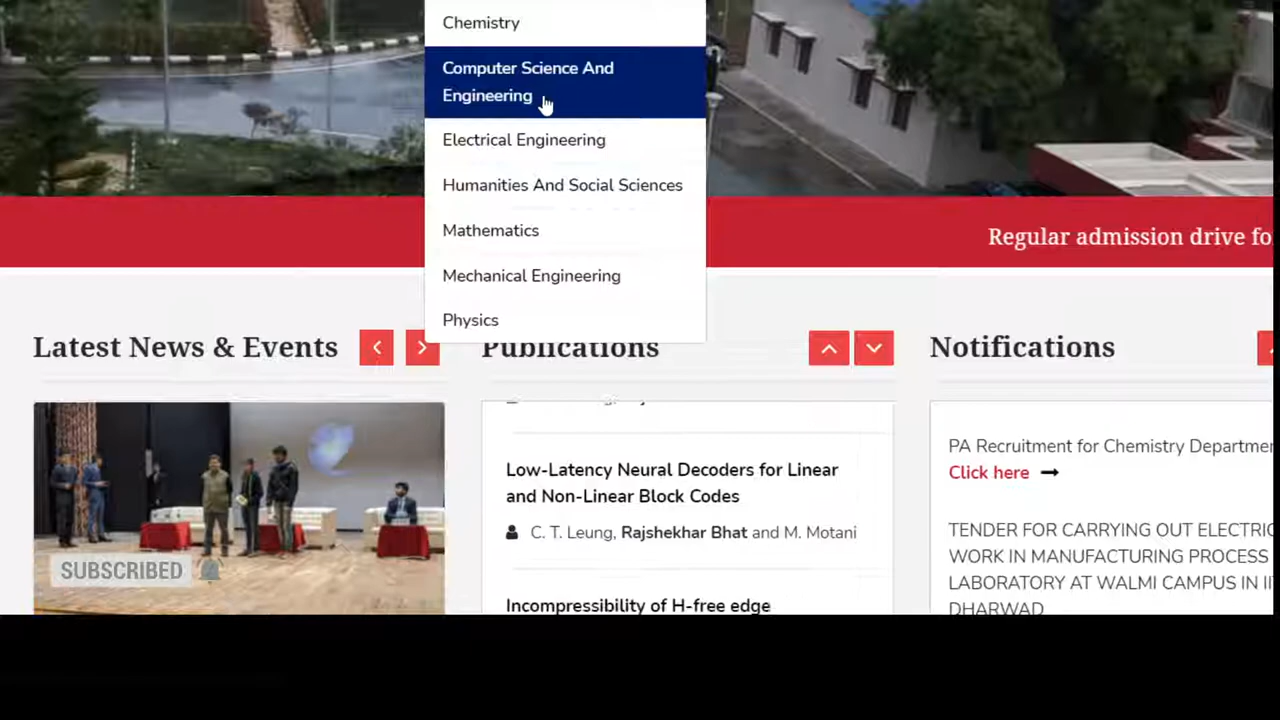 Chemistry
Computer Science And
Engineering
Electrical Engineering
Humanities And Social Sciences
Mathematics
Mechanical Engineering
Physics
Regular admission drive fo
Latest News & Events
Publications
Notifications
Low-Latency Neural Decoders for Linear
and Non-Linear Block Codes
C. T. Leung, Rajshekhar Bhat and M. Motani
Incompressibility of H-free edge
PA Recruitment for Chemistry Departmen
Click here
TENDER FOR CARRYING OUT ELECTRIC
WORK IN MANUFACTURING PROCESS
LABORATORY AT WALMI CAMPUS IN II
DHARWAD
SUBSCRIBED